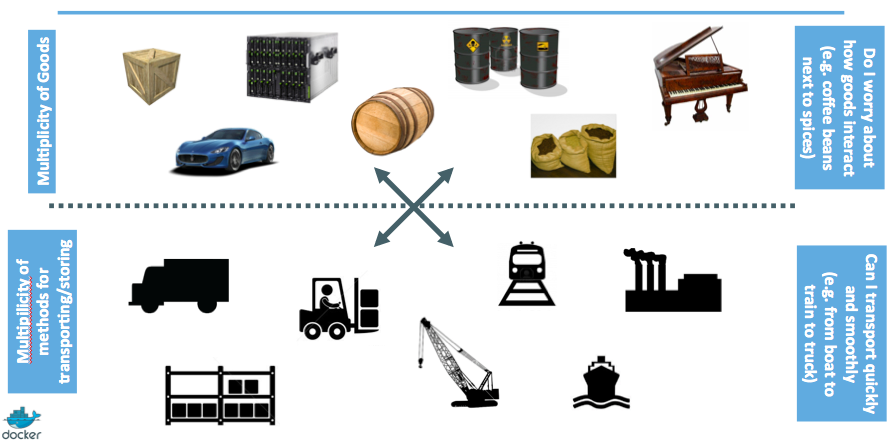 Multiplicity of Goods
Do I worry about
how goods interact
(e.g. coffee beans
next to spices)
Multipilicity of
methods for
transporting/storing
Can I transport quickly
and smoothly
(e.g. from boat to
train to truck)
docker